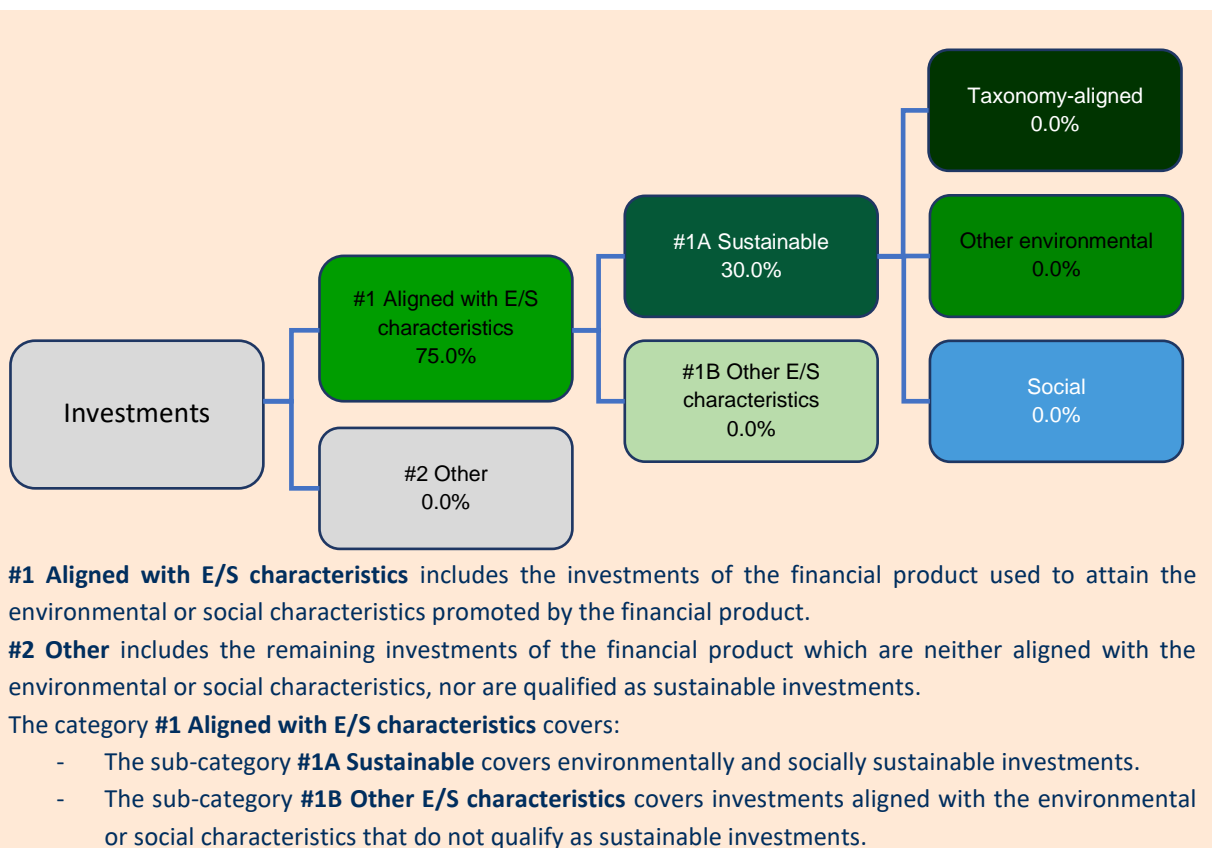 Taxonomy-aligned
0.0%
#1A Sustainable
30.0%
Other environmental
0.0%
#1 Aligned with E/S
characteristics
75.0%
#1B Other E/S
characteristics
0.0%
Social
0.0%
Investments
#2 Other
0.0%
#1 Aligned with E/S characteristics includes the investments of the financial product used to attain the
environmental or social characteristics promoted by the financial product.
#2 Other includes the remaining investments of the financial product which are neither aligned with the
environmental or social characteristics, nor are qualified as sustainable investments.
The category #1 Aligned with E/S characteristics covers:
- The sub-category #1A Sustainable covers environmentally and socially sustainable investments.
- The sub-category #1B Other E/S characteristics covers investments aligned with the environmental
or social characteristics that do not qualify as sustainable investments.